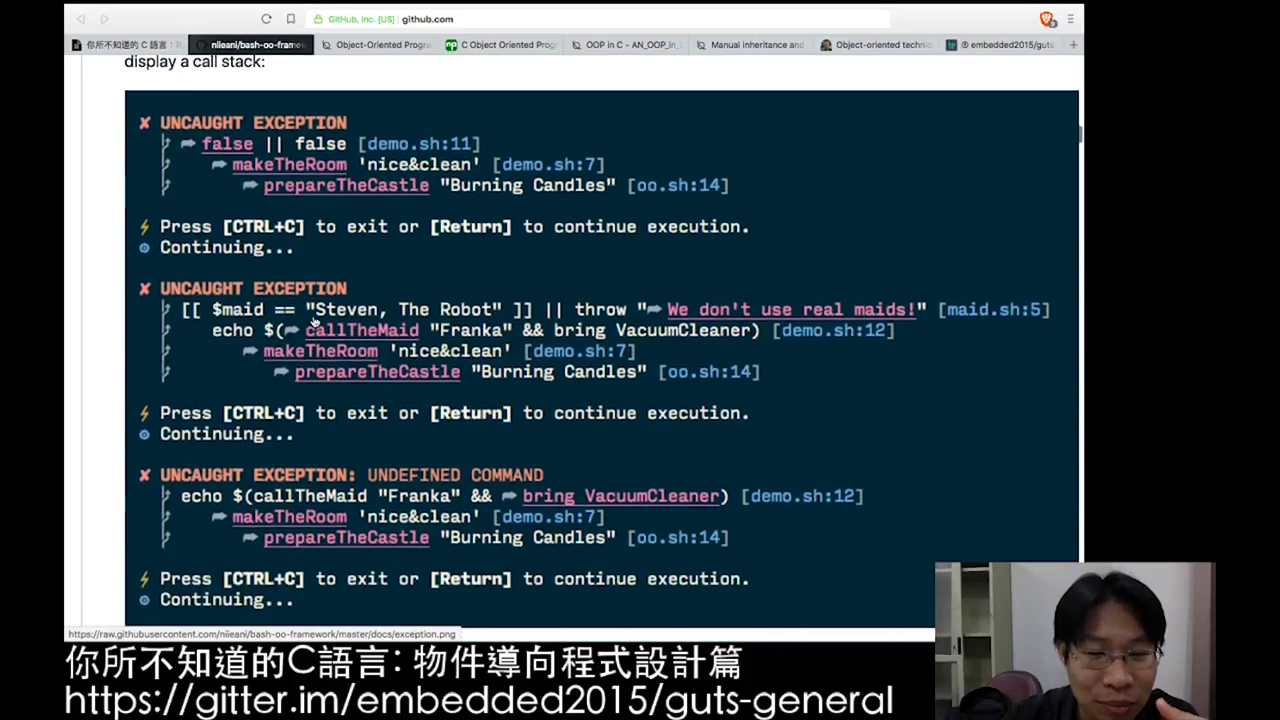 GitHub, Inc. [US] github.com
你所不知道的 C 語言：
niieani/bash-oo-framew
Object-Oriented Progra
C Object Oriented Prog
OOP in C - AN_OOP_in_
Manual inheritance and
Object-oriented techni
embedded2015/guts
display a call stack:
✘ UNCAUGHT EXCEPTION
false || false [demo.sh:11]
makeTheRoom 'nice&clean' [demo.sh:7]
prepareTheCastle "Burning Candles" [oo.sh:14]
⚡ Press [CTRL+C] to exit or [Return] to continue execution.
Continuing...
✘ UNCAUGHT EXCEPTION
[[ $maid == "Steven, The Robot" ]] || throw "➡ We don't use real maids!" [maid.sh:5]
echo $(➡ callTheMaid "Franka" && bring VacuumCleaner) [demo.sh:12]
makeTheRoom 'nice&clean' [demo.sh:7]
prepareTheCastle "Burning Candles" [oo.sh:14]
⚡ Press [CTRL+C] to exit or [Return] to continue execution.
Continuing...
✘ UNCAUGHT EXCEPTION: UNDEFINED COMMAND
echo $(callTheMaid "Franka" && ➡ bring VacuumCleaner) [demo.sh:12]
makeTheRoom 'nice&clean' [demo.sh:7]
prepareTheCastle "Burning Candles" [oo.sh:14]
⚡ Press [CTRL+C] to exit or [Return] to continue execution.
Continuing...
https://raw.githubusercontent.com/niieani/bash-oo-framework/master/docs/exception.png
你所不知道的C語言: 物件導向程式設計篇
https://gitter.im/embedded2015/guts-general